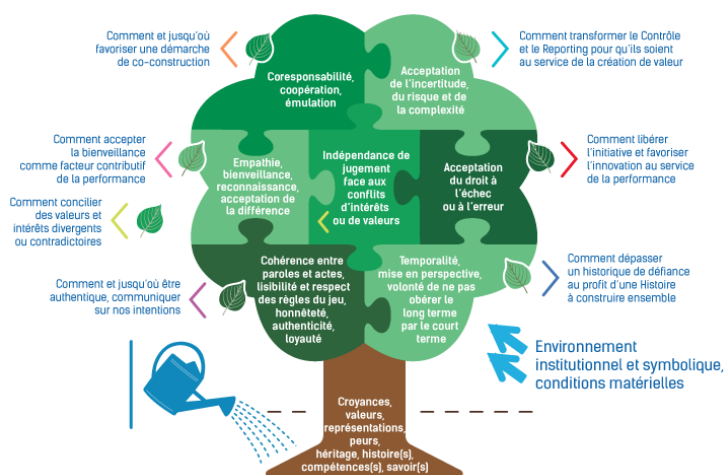 Comment et jusqu'où
favoriser une démarche
de co-construction
Coresponsabilité,
coopération,
émulation
Acceptation
de l'incertitude,
du risque et de
la complexité
Comment transformer le Contrôle
et le Reporting pour qu'ils soient
au service de la création de valeur
Comment accepter
la bienveillance
comme facteur contributif
de la performance
Empathie,
bienveillance,
reconnaissance,
acceptation de
la différence
Indépendance de
jugement
face aux
conflits
d'intérêts
ou de valeurs
Acceptation
du droit à
l'échec
ou à l'erreur
Comment libérer
l'initiative et favoriser
l'innovation au service
de la performance
Comment concilier
des valeurs et
intérêts divergents
ou contradictoires
Comment et jusqu'où être
authentique, communiquer
sur nos intentions
Cohérence entre
paroles et actes,
lisibilité et respect
des règles du jeu,
honnêteté,
authenticité,
loyauté
Temporalité,
mise en perspective,
volonté de ne pas
obérer le
long terme
par le court
terme
Comment dépasser
un historique de défiance
au profit d'une Histoire
à construire ensemble
Environnement
institutionnel et symbolique,
conditions matérielles
Croyances,
valeurs,
représentations,
peurs,
héritage, histoire(s),
compétences(s), savoir(s)